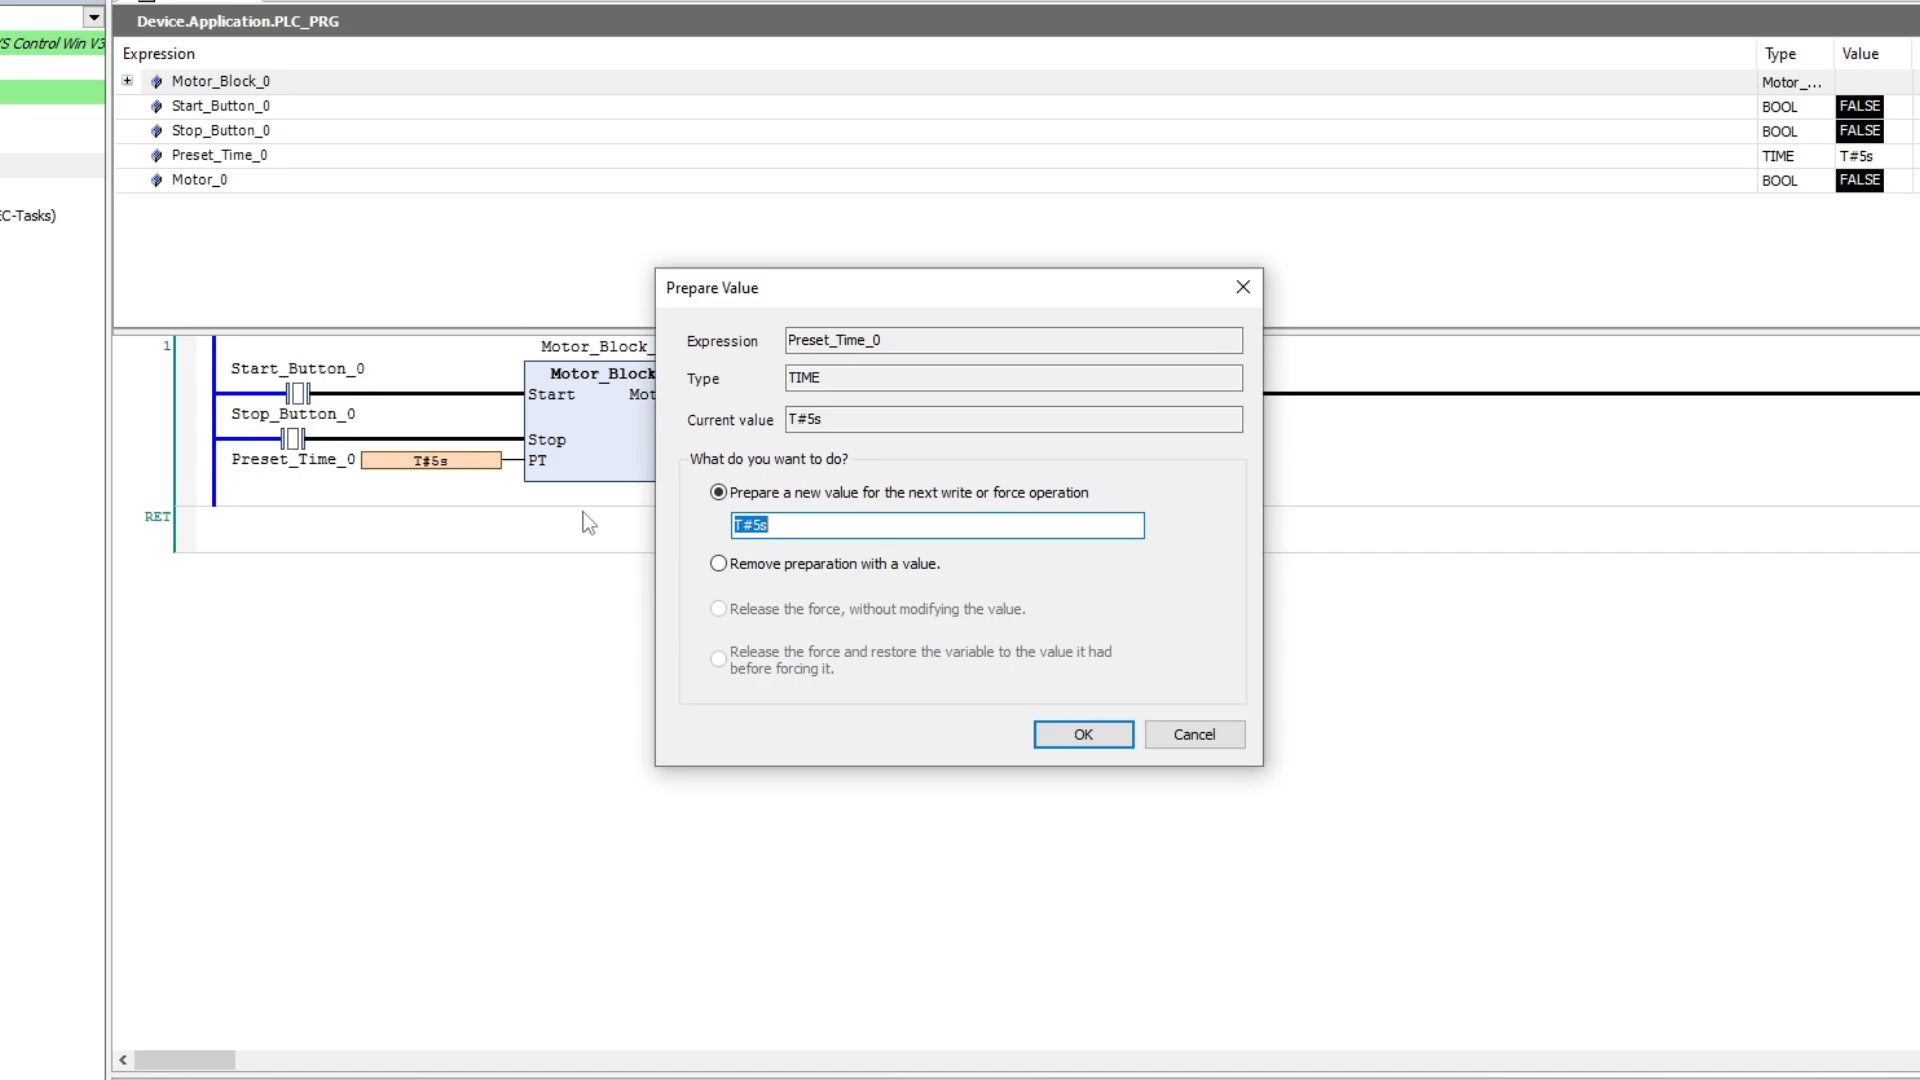 Device.Application.PLC_PRG
'S Control Win V3
Expression Type Value
Motor_Block_0 Motor_...
Start_Button_0 BOOL FALSE
Stop_Button_0 BOOL FALSE
Preset_Time_0 TIME T#5s
Motor_0 BOOL FALSE
EC-Tasks)
Prepare Value
Expression Preset_Time_0
Type TIME
Current value T#5s
What do you want to do?
Prepare a new value for the next write or force operation
T#5s
Remove preparation with a value.
Release the force, without modifying the value.
Release the force and restore the variable to the value it had
before forcing it.
OK Cancel
1
Motor_Block_
Start_Button_0 Motor_Block
Start Mot
Stop_Button_0
Stop
Preset_Time_0 T#5s PT
RET